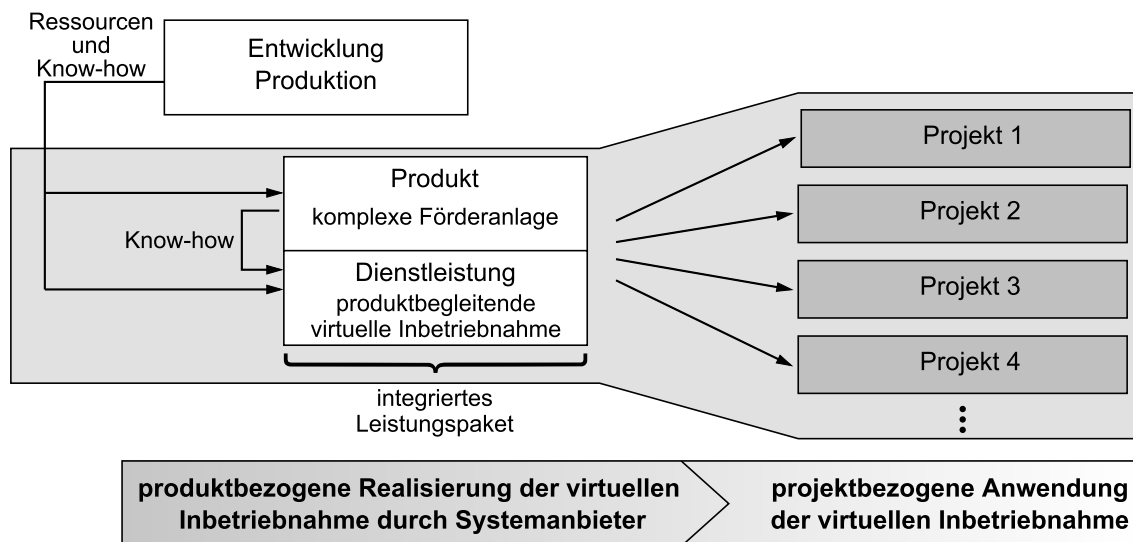 Ressourcen
und
Know-how
Entwicklung
Produktion
Produkt
komplexe Förderanlage
Know-how
Dienstleistung
produktbegleitende
virtuelle Inbetriebnahme
integriertes
Leistungspaket
Projekt 1
Projekt 2
Projekt 3
Projekt 4
produktbezogene Realisierung der virtuellen
Inbetriebnahme durch Systemanbieter
projektbezogene Anwendung
der virtuellen Inbetriebnahme